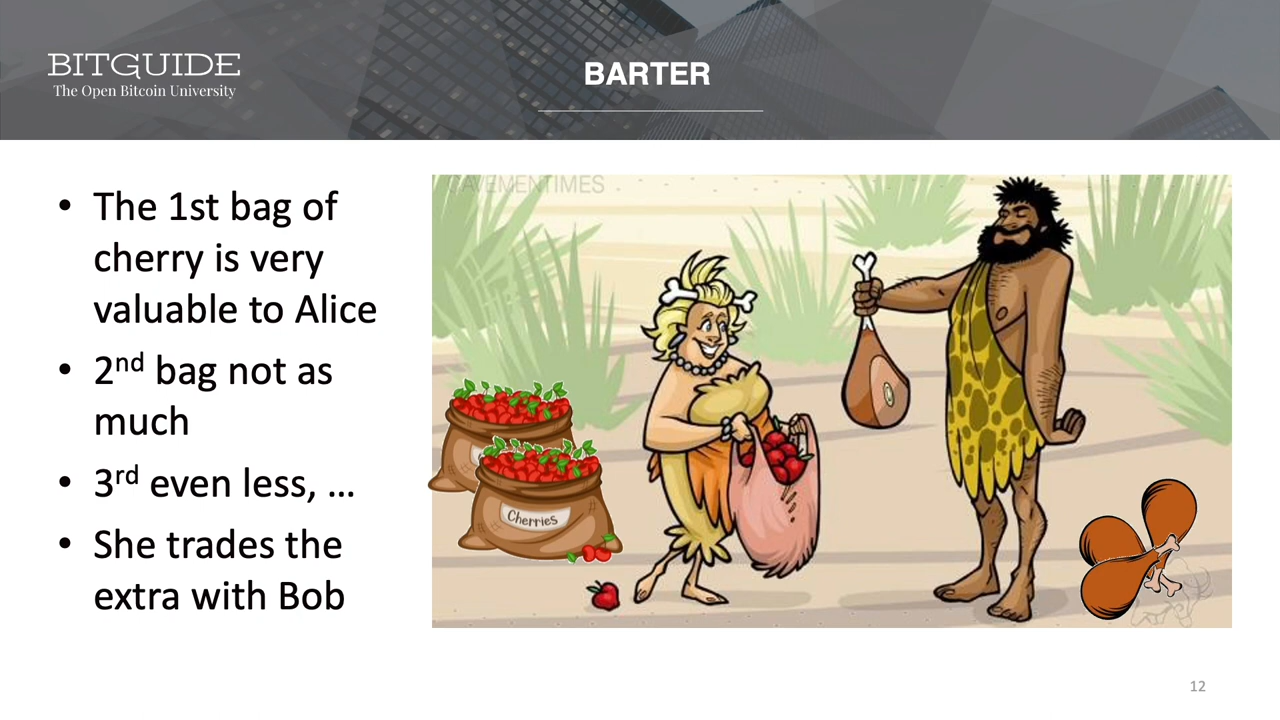 BITGUIDE
The Open Bitcoin University
BARTER
• The 1st bag of
cherry is very
valuable to Alice
• 2nd bag not as
much
• 3rd even less, …
• She trades the
extra with Bob
CAVEMENTIMES
Cherries
12